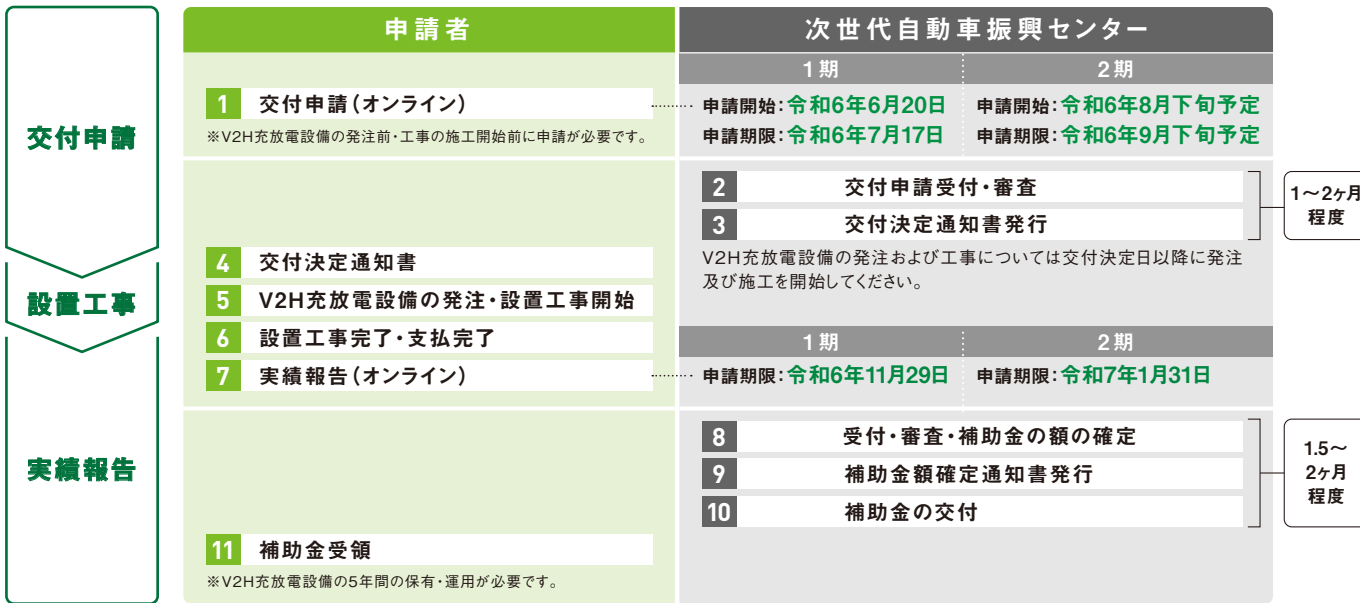 申請者
次世代自動車振興センター
1期
2期
交付申請
1 交付申請(オンライン)
※V2H充放電設備の発注前・工事の施工開始前に申請が必要です。
申請開始:令和6年6月20日
申請期限:令和6年7月17日
申請開始:令和6年8月下旬予定
申請期限:令和6年9月下旬予定
2 交付申請受付・審査
3 交付決定通知書発行
1～2ヶ月
程度
V2H充放電設備の発注および工事については交付決定日以降に発注
及び施工を開始してください。
4 交付決定通知書
設置工事
5 V2H充放電設備の発注・設置工事開始
6 設置工事完了・支払完了
7 実績報告(オンライン)
1期
2期
申請期限:令和6年11月29日
申請期限:令和7年1月31日
実績報告
8 受付・審査・補助金の額の確定
9 補助金額確定通知書発行
10 補助金の交付
1.5～
2ヶ月
程度
11 補助金受領
※V2H充放電設備の5年間の保有・運用が必要です。